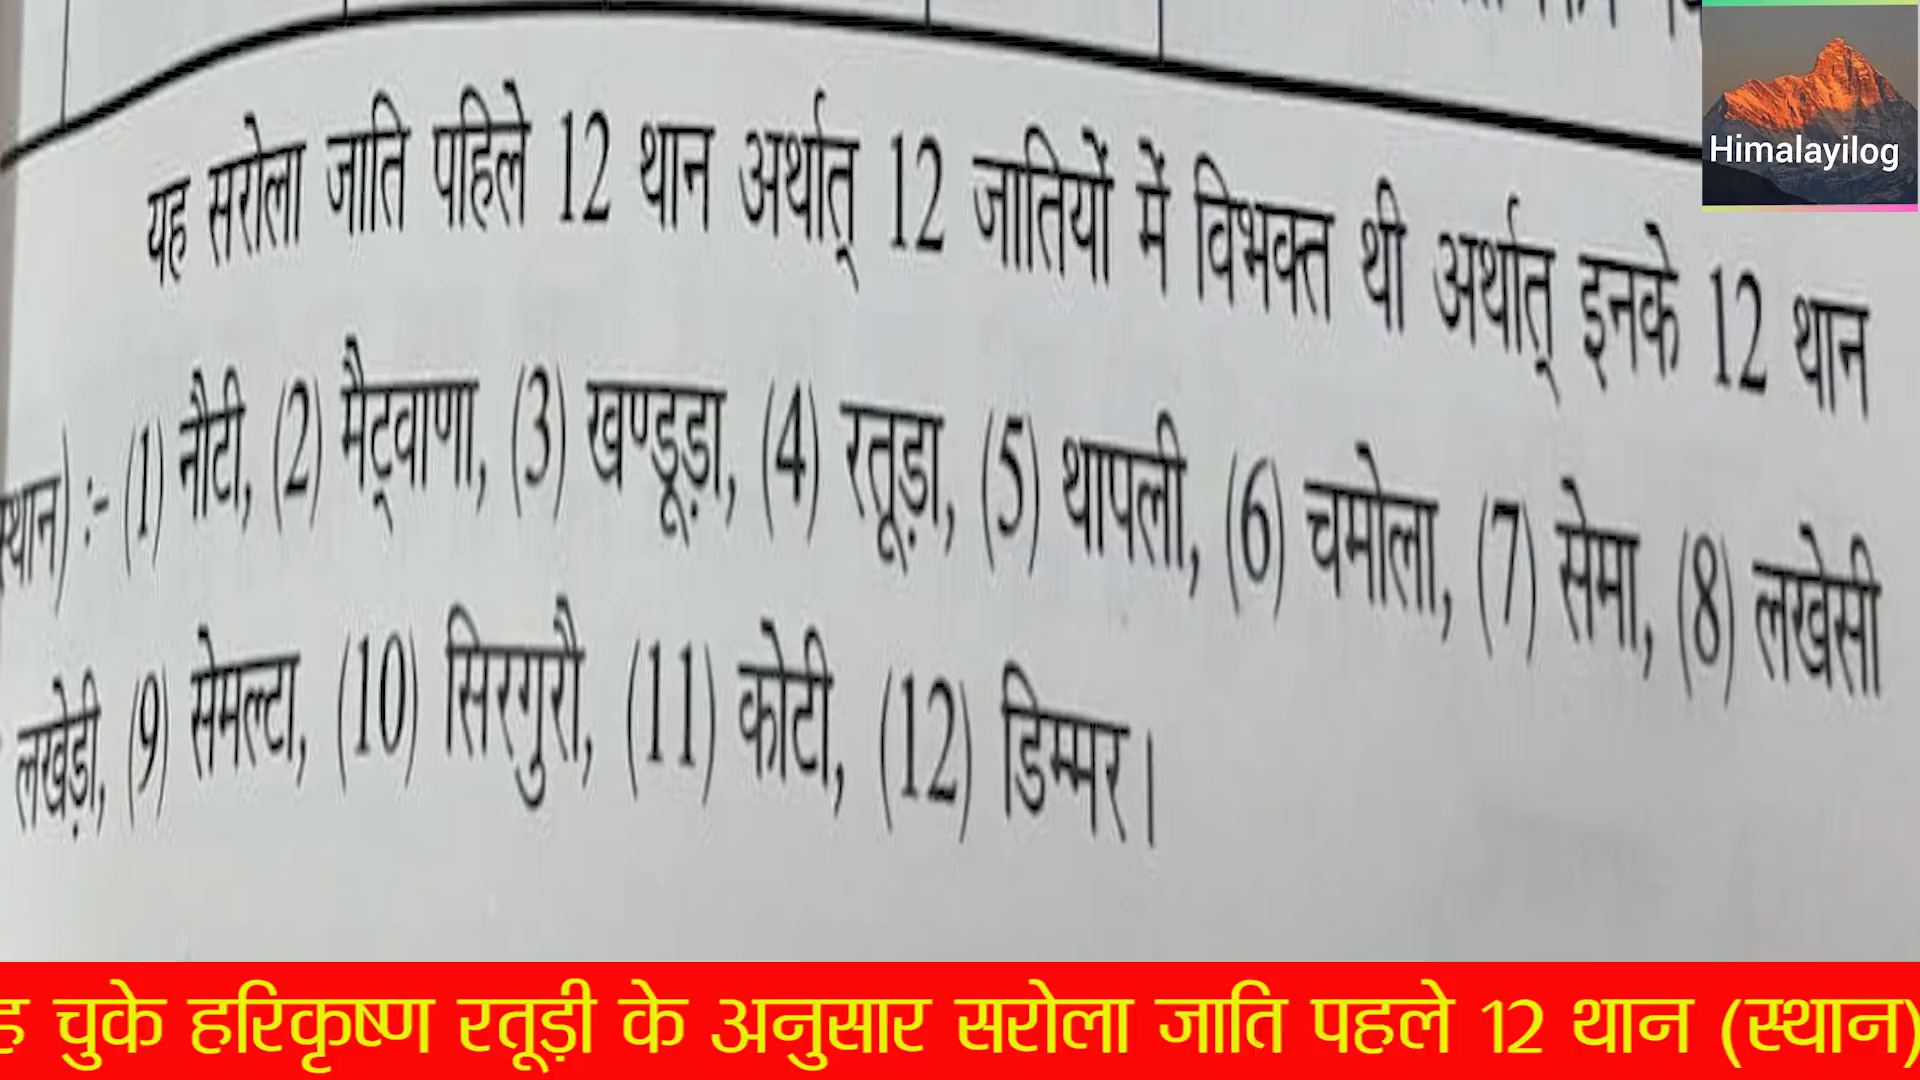 Himalayilog
यह सरोला जाति पहिले 12 थान अर्थात् 12 जातियों में विभक्त थी अर्थात् इनके 12 थान
स्थान) :- (1) नौटी, (2) मैट्वाणा, (3) खण्डूड़ा, (4) रतूड़ा, (5) थापली, (6) चमोला, (7) सेमा, (8) लखेसी
लखेड़ी, (9) सेमल्टा, (10) सिरगुरौ, (11) कोटी, (12) डिम्मर।
चुके हरिकृष्ण रतूड़ी के अनुसार सरोला जाति पहले 12 थान (स्थान)